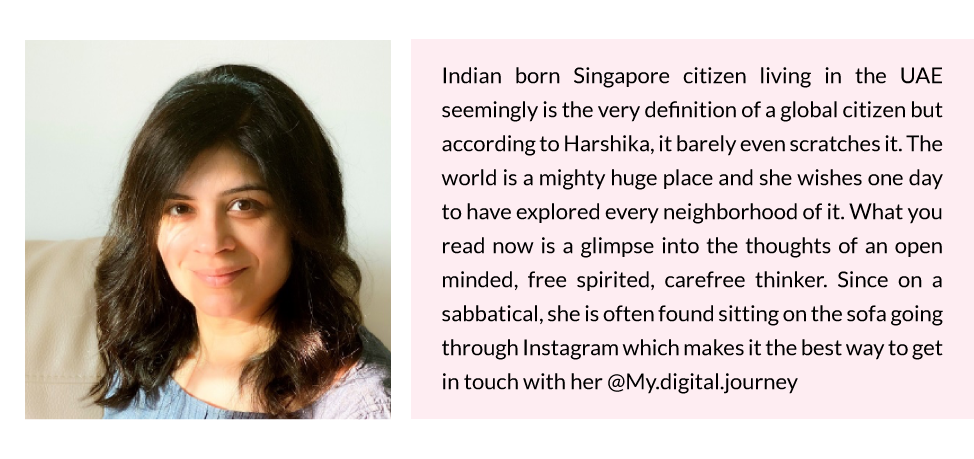 Indian born Singapore citizen living in the UAE
seemingly is the very definition of a global citizen but
according to Harshika, it barely even scratches it. The
world is a mighty huge place and she wishes one day
to have explored every neighborhood of it. What you
read now is a glimpse into the thoughts of an open
minded, free spirited, carefree thinker. Since on a
sabbatical, she is often found sitting on the sofa going
through Instagram which makes it the best way to get
in touch with her @My.digital.journey